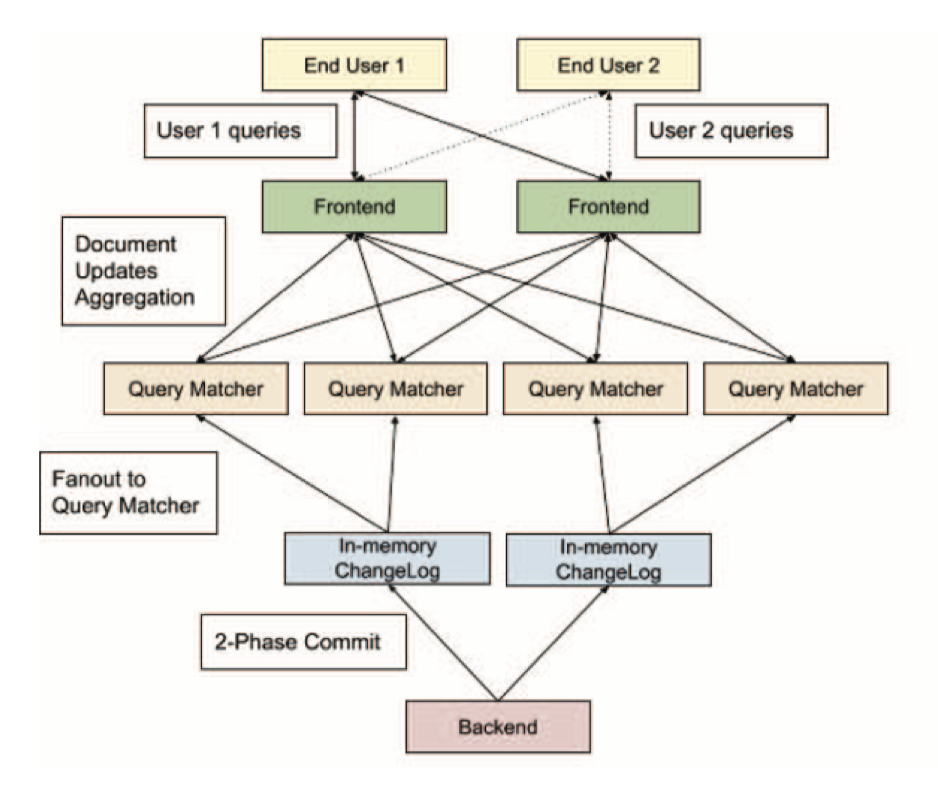 End User 1
End User 2
User 1 queries
User 2 queries
Frontend
Frontend
Document
Updates
Aggregation
Query Matcher
Query Matcher
Query Matcher
Query Matcher
Fanout to
Query Matcher
In-memory
ChangeLog
In-memory
ChangeLog
2-Phase Commit
Backend